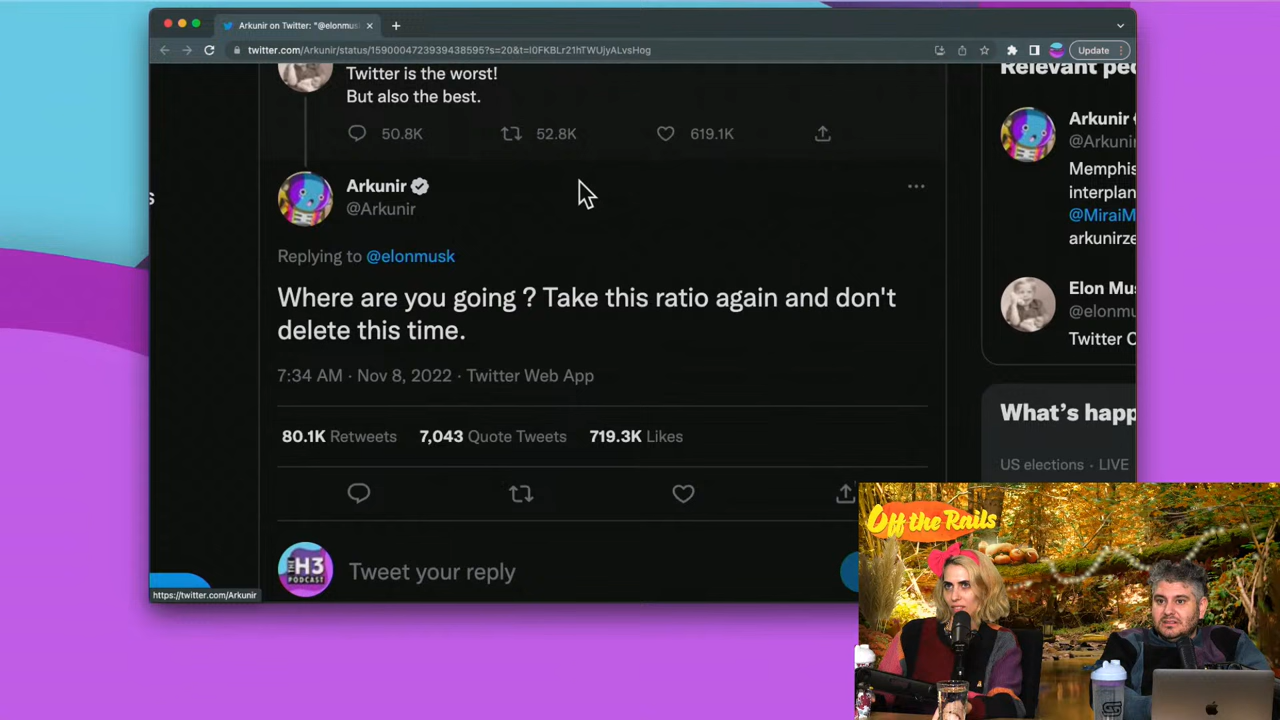 Arkunir on Twitter: "@elonmus
twitter.com/Arkunir/status/1590004723939438595?s=20&t=I0FKBLr21hTWUjyALvsHog
Update
Twitter is the worst!
But also the best.
50.8K 52.8K 619.1K
Arkunir
@Arkunir
Replying to @elonmusk
Where are you going ? Take this ratio again and don't
delete this time.
7:34 AM · Nov 8, 2022 · Twitter Web App
80.1K Retweets 7,043 Quote Tweets 719.3K Likes
THE
H3
PODCAST
Tweet your reply
https://twitter.com/Arkunir
Relevant peo
Arkunir
@Arkuni
Memphis
interplan
@MiraiM
arkunirze
Elon Mu
@elonmu
Twitter C
What's happ
US elections · LIVE
Off the Rails